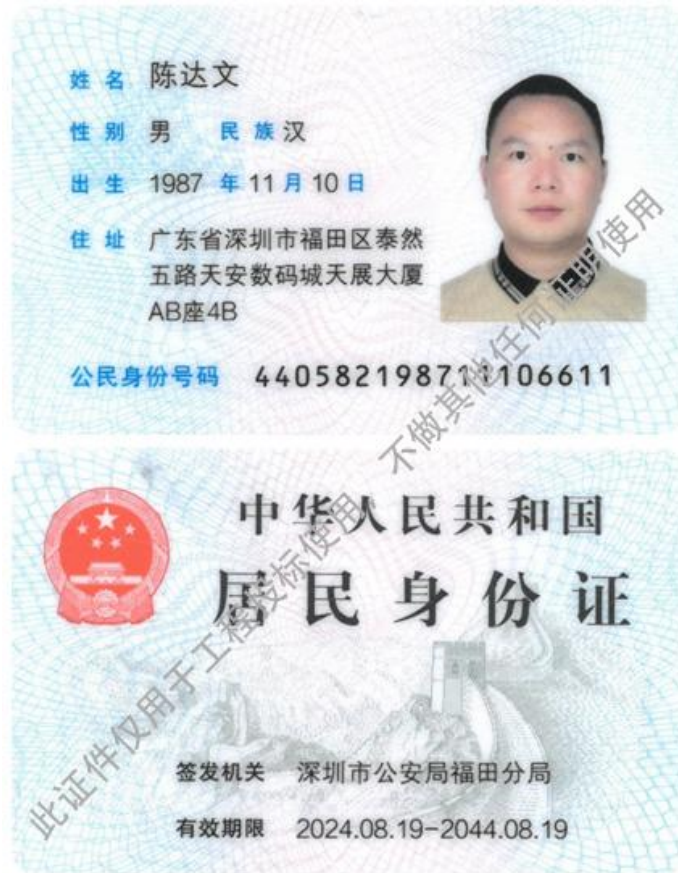 姓名 陈达文
性别 男 民族 汉
出生 1987 年 11 月 10 日
住址 广东省深圳市福田区泰然
五路天安数码城天展大厦
AB座4B
公民身份号码 440582198711106611
中华人民共和国
居民身份证
签发机关 深圳市公安局福田分局
有效期限 2024.08.19-2044.08.19
此证件仅用于工程投标使用，不做其他任何证明使用